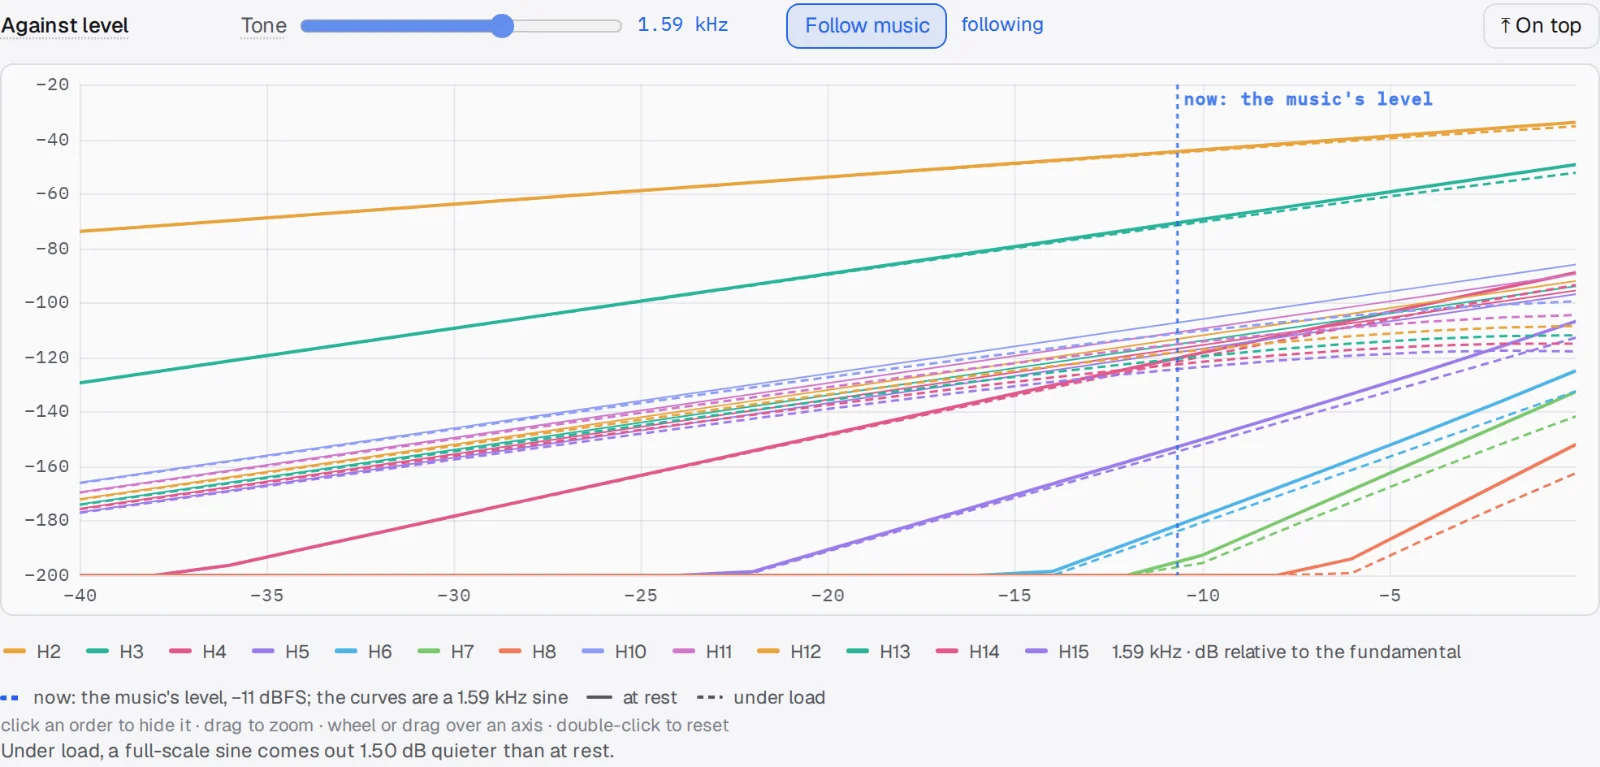 Against level Tone 1.59 kHz Follow music following ⤒ On top
now: the music's level
−20
−40
−60
−80
−100
−120
−140
−160
−180
−200
−40 −35 −30 −25 −20 −15 −10 −5
H2 H3 H4 H5 H6 H7 H8 H10 H11 H12 H13 H14 H15 1.59 kHz · dB relative to the fundamental
now: the music's level, −11 dBFS; the curves are a 1.59 kHz sine at rest under load
click an order to hide it · drag to zoom · wheel or drag over an axis · double-click to reset
Under load, a full-scale sine comes out 1.50 dB quieter than at rest.